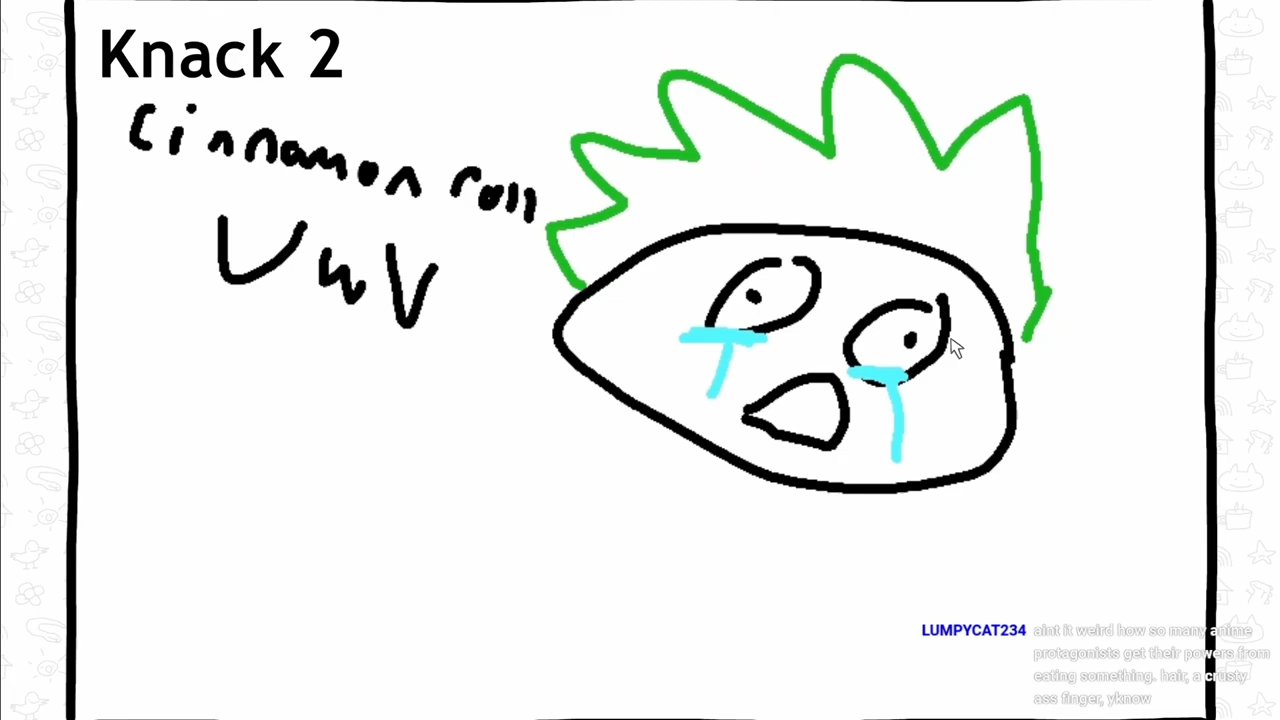 Knack 2
Cinnamon roll
UwU
LUMPYCAT234 aint it weird how so many anime
protagonists get their powers from
eating something. hair, a crusty
ass finger, yknow